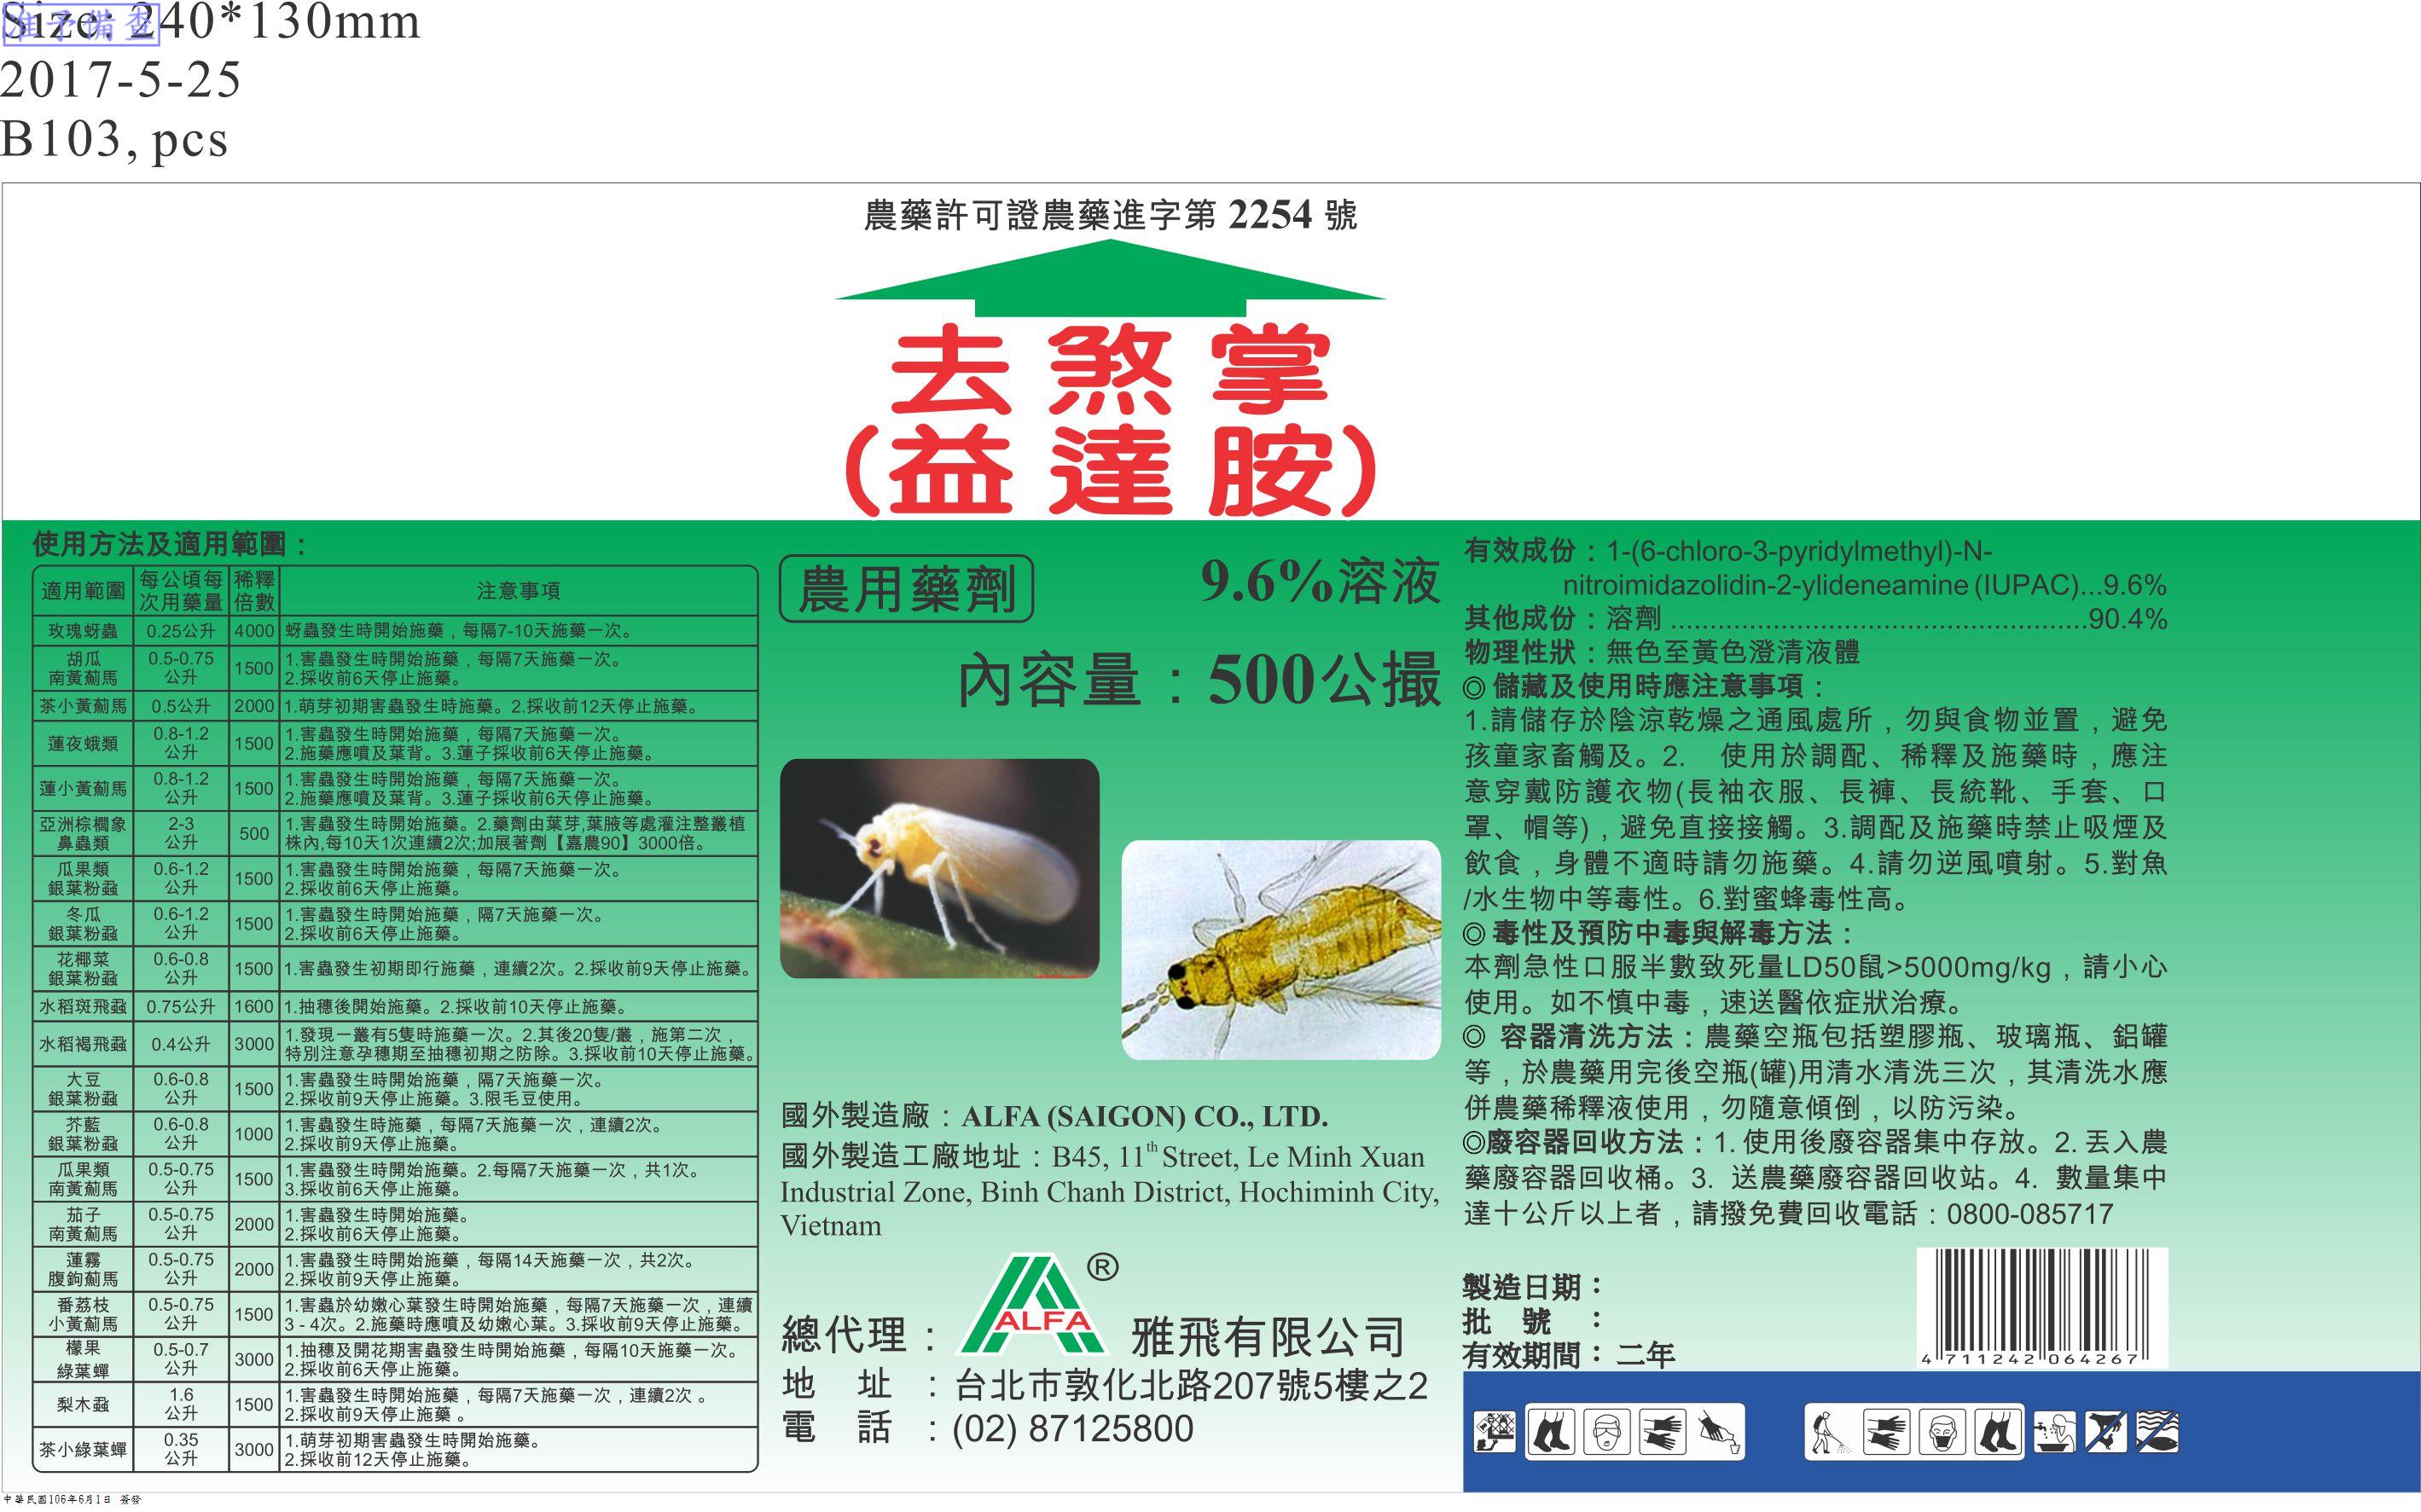 Size: 240*130mm
准予備查
2017-5-25
B103, pcs
農藥許可證農藥進字第 2254 號
去煞掌
(益達胺)
使用方法及適用範圍：
適用範圍 每公頃每次用藥量 稀釋倍數 注意事項
玫瑰蚜蟲 0.25公升 4000 蚜蟲發生時開始施藥，每隔7-10天施藥一次。
胡瓜 0.5-0.75 1500 1.害蟲發生時開始施藥，每隔7天施藥一次。
南黃薊馬 公升 2.採收前6天停止施藥。
茶小黃薊馬 0.5公升 2000 1.萌芽初期害蟲發生時施藥。2.採收前12天停止施藥。
蓮夜蛾類 0.8-1.2 1500 1.害蟲發生時開始施藥，每隔7天施藥一次。
公升 2.施藥應噴及葉背。3.蓮子採收前6天停止施藥。
蓮小黃薊馬 0.8-1.2 1500 1.害蟲發生時開始施藥，每隔7天施藥一次。
公升 2.施藥應噴及葉背。3.蓮子採收前6天停止施藥。
亞洲棕櫚象 2-3 500 1.害蟲發生時開始施藥。2.藥劑由葉芽,葉腋等處灌注整叢植
鼻蟲類 公升 株內,每10天1次連續2次;加展著劑【嘉農90】3000倍。
瓜果類 0.6-1.2 1500 1.害蟲發生時開始施藥，每隔7天施藥一次。
銀葉粉蝨 公升 2.採收前6天停止施藥。
冬瓜 0.6-1.2 1500 1.害蟲發生時開始施藥，隔7天施藥一次。
銀葉粉蝨 公升 2.採收前6天停止施藥。
花椰菜 0.6-0.8 1500 1.害蟲發生初期即行施藥，連續2次。2.採收前9天停止施藥。
銀葉粉蝨 公升
水稻斑飛蝨 0.75公升 1600 1.抽穗後開始施藥。2.採收前10天停止施藥。
水稻褐飛蝨 0.4公升 3000 1.發現一叢有5隻時施藥一次。2.其後20隻/叢，施第二次，
特別注意孕穗期至抽穗初期之防除。3.採收前10天停止施藥。
大豆 0.6-0.8 1500 1.害蟲發生時開始施藥，隔7天施藥一次。
銀葉粉蝨 公升 2.採收前9天停止施藥。3.限毛豆使用。
芥藍 0.6-0.8 1000 1.害蟲發生時施藥，每隔7天施藥一次，連續2次。
銀葉粉蝨 公升 2.採收前9天停止施藥。
瓜果類 0.5-0.75 1500 1.害蟲發生時開始施藥。2.每隔7天施藥一次，共1次。
南黃薊馬 公升 3.採收前6天停止施藥。
茄子 0.5-0.75 2000 1.害蟲發生時開始施藥。
南黃薊馬 公升 2.採收前6天停止施藥。
蓮霧 0.5-0.75 2000 1.害蟲發生時開始施藥，每隔14天施藥一次，共2次。
腹鉤薊馬 公升 2.採收前9天停止施藥。
番荔枝 0.5-0.75 1500 1.害蟲於幼嫩心葉發生時開始施藥，每隔7天施藥一次，連續
小黃薊馬 公升 3-4次。2.施藥時應噴及幼嫩心葉。3.採收前9天停止施藥。
檬果 0.5-0.7 3000 1.抽穗及開花期害蟲發生時開始施藥，每隔10天施藥一次。
綠葉蟬 公升 2.採收前6天停止施藥。
梨木蝨 1.6 1500 1.害蟲發生時開始施藥，每隔7天施藥一次，連續2次。
公升 2.採收前9天停止施藥。
茶小綠葉蟬 0.35 3000 1.萌芽初期害蟲發生時開始施藥。
公升 2.採收前12天停止施藥。
農用藥劑
9.6%溶液
內容量：500公撮
國外製造廠：ALFA (SAIGON) CO., LTD.
國外製造工廠地址：B45, 11th Street, Le Minh Xuan
Industrial Zone, Binh Chanh District, Hochiminh City,
Vietnam
總代理： ALFA ® 雅飛有限公司
地 址：台北市敦化北路207號5樓之2
電 話：(02) 87125800
有效成份：1-(6-chloro-3-pyridylmethyl)-N-
nitroimidazolidin-2-ylideneamine (IUPAC)...9.6%
其他成份：溶劑 .....................................................90.4%
物理性狀：無色至黃色澄清液體
◎儲藏及使用時應注意事項：
1.請儲存於陰涼乾燥之通風處所，勿與食物並置，避免
孩童家畜觸及。2. 使用於調配、稀釋及施藥時，應注
意穿戴防護衣物(長袖衣服、長褲、長統靴、手套、口
罩、帽等)，避免直接接觸。3.調配及施藥時禁止吸煙及
飲食，身體不適時請勿施藥。4.請勿逆風噴射。5.對魚
/水生物中等毒性。6.對蜜蜂毒性高。
◎毒性及預防中毒與解毒方法：
本劑急性口服半數致死量LD50鼠>5000mg/kg，請小心
使用。如不慎中毒，速送醫依症狀治療。
◎ 容器清洗方法：農藥空瓶包括塑膠瓶、玻璃瓶、鋁罐
等，於農藥用完後空瓶(罐)用清水清洗三次，其清洗水應
併農藥稀釋液使用，勿隨意傾倒，以防污染。
◎廢容器回收方法：1. 使用後廢容器集中存放。2. 丟入農
藥廢容器回收桶。3. 送農藥廢容器回收站。4. 數量集中
達十公斤以上者，請撥免費回收電話：0800-085717
製造日期：
批 號：
有效期間：二年
4 711242 064267
中華民國106年6月1日 簽發